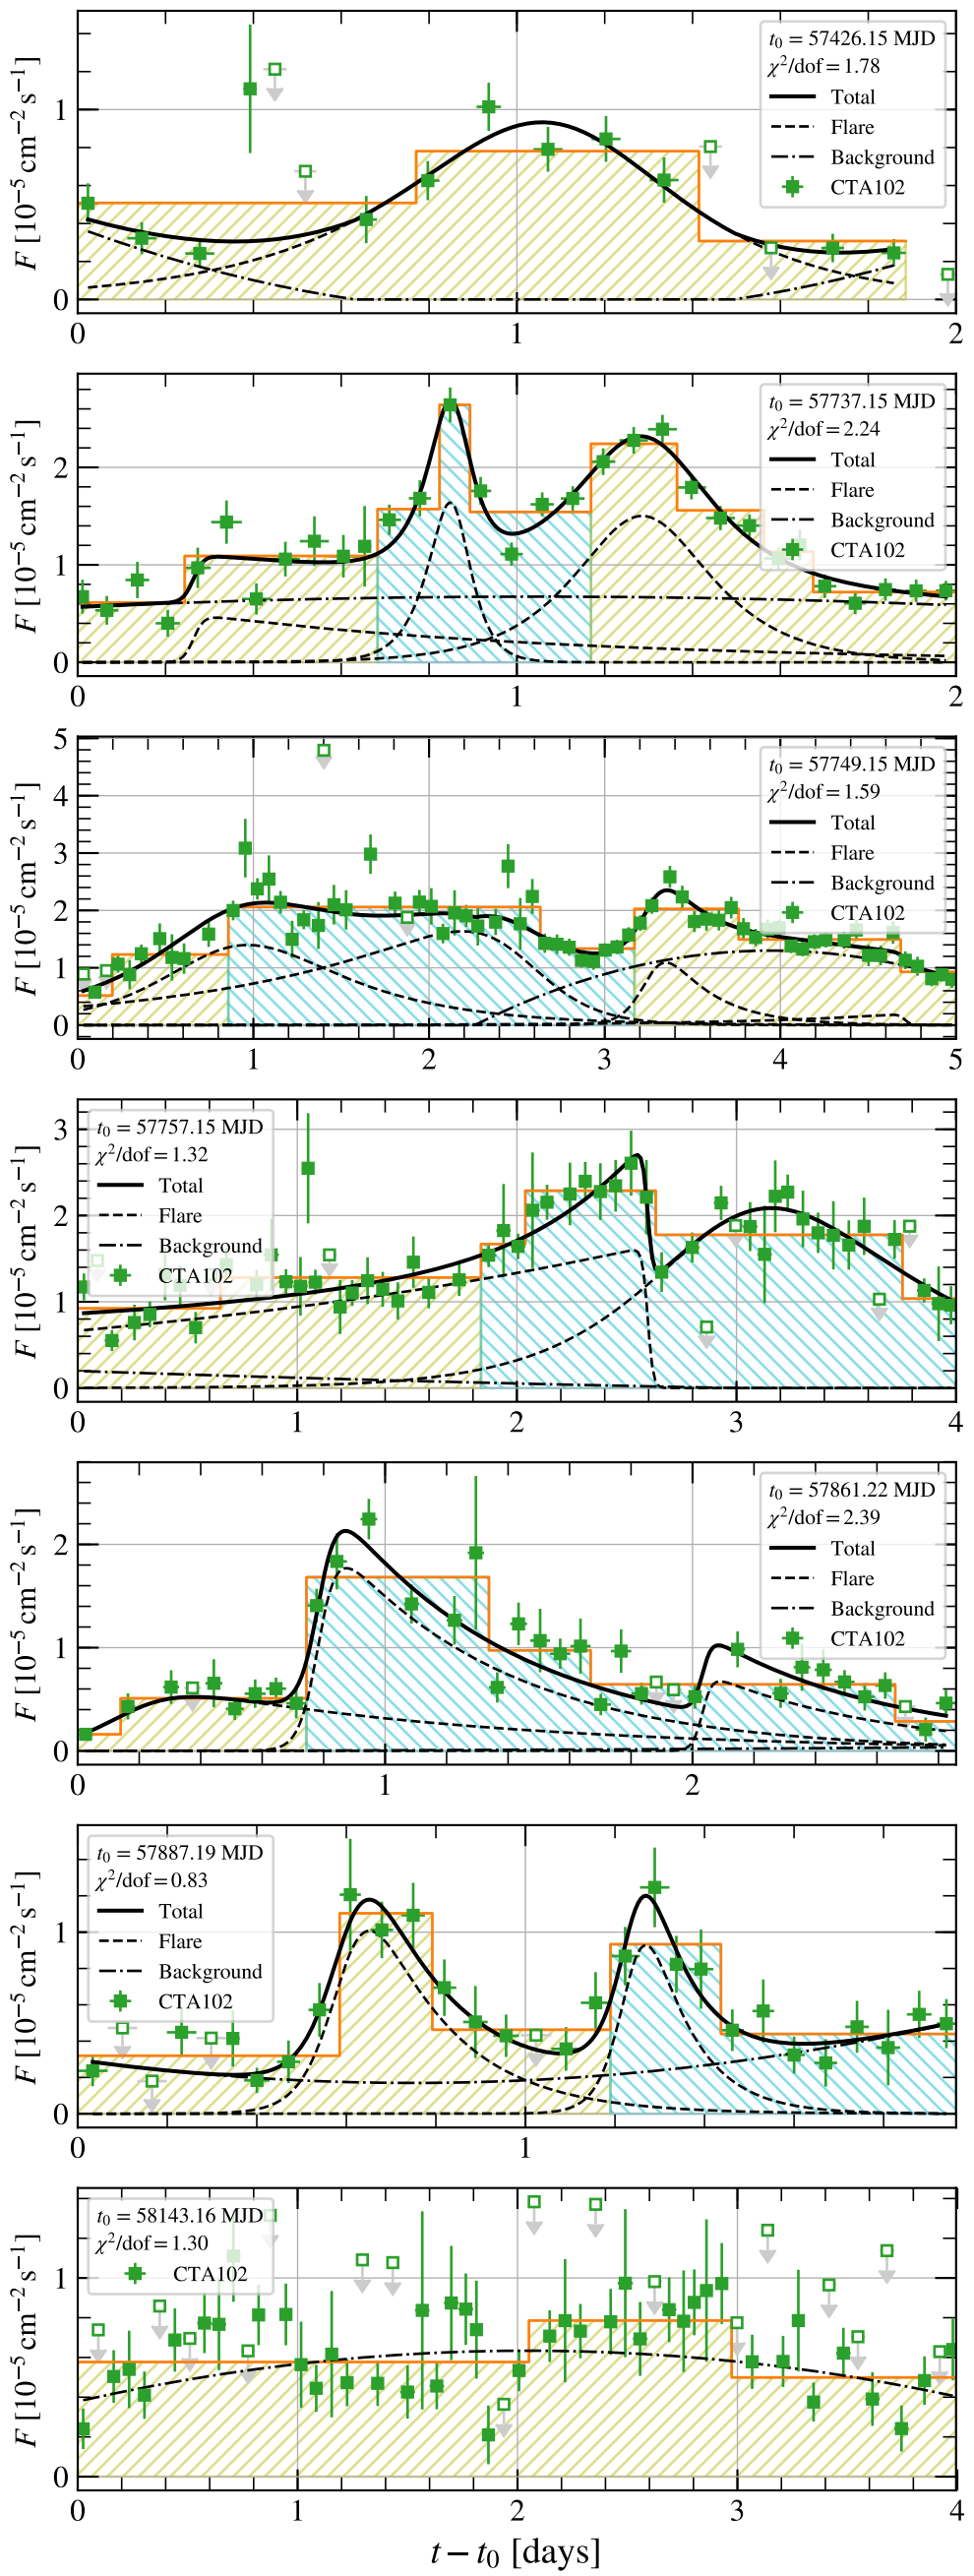 F [10⁻⁵ cm⁻² s⁻¹]
1
0
t₀ = 57426.15 MJD
χ²/dof = 1.78
Total
Flare
Background
CTA102
0 1 2
F [10⁻⁵ cm⁻² s⁻¹]
2
1
0
t₀ = 57737.15 MJD
χ²/dof = 2.24
Total
Flare
Background
CTA102
0 1 2
F [10⁻⁵ cm⁻² s⁻¹]
5
4
3
2
1
0
t₀ = 57749.15 MJD
χ²/dof = 1.59
Total
Flare
Background
CTA102
0 1 2 3 4 5
F [10⁻⁵ cm⁻² s⁻¹]
3
2
1
0
t₀ = 57757.15 MJD
χ²/dof = 1.32
Total
Flare
Background
CTA102
0 1 2 3 4
F [10⁻⁵ cm⁻² s⁻¹]
2
1
0
t₀ = 57861.22 MJD
χ²/dof = 2.39
Total
Flare
Background
CTA102
0 1 2
F [10⁻⁵ cm⁻² s⁻¹]
1
0
t₀ = 57887.19 MJD
χ²/dof = 0.83
Total
Flare
Background
CTA102
0 1
F [10⁻⁵ cm⁻² s⁻¹]
1
0
t₀ = 58143.16 MJD
χ²/dof = 1.30
CTA102
0 1 2 3 4
t − t₀ [days]